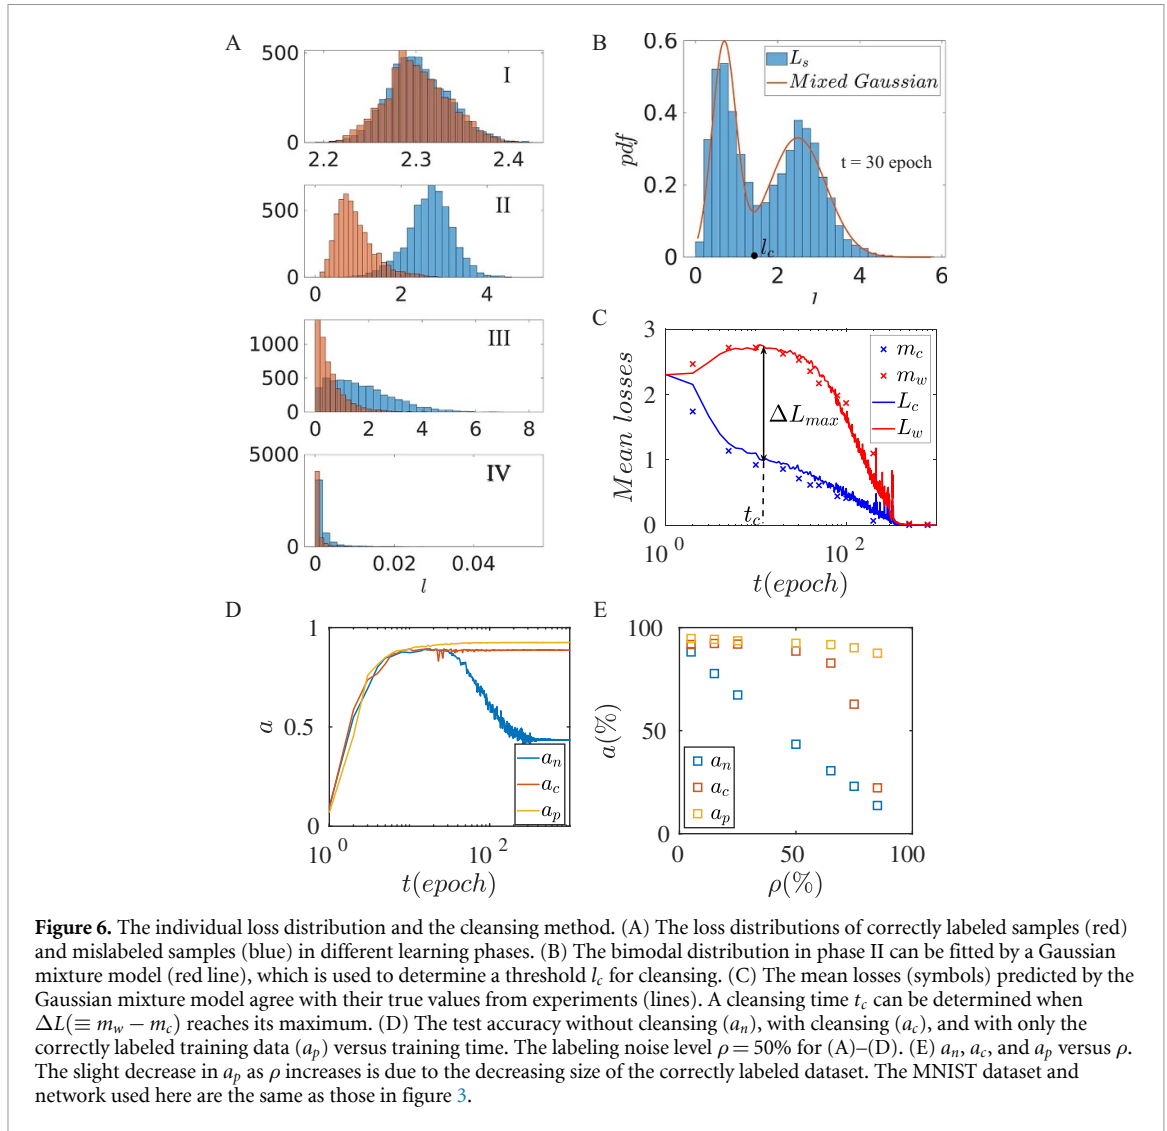 A
500
0
I
2.2
2.3
2.4
500
0
II
0
2
4
1000
500
0
III
0
2
4
6
8
5000
0
IV
0
0.02
0.04
l
B
0.6
0.4
0.2
0
pdf
L_s
Mixed Gaussian
t = 30 epoch
l_c
0
2
4
6
l
C
3
2
1
0
Mean losses
m_c
m_w
L_c
L_w
ΔL_max
t_c
10^0
10^2
t(epoch)
D
1
0.5
0
a
a_n
a_c
a_p
10^0
10^2
t(epoch)
E
100
50
0
a(%)
a_n
a_c
a_p
0
50
100
ρ(%)
Figure 6. The individual loss distribution and the cleansing method. (A) The loss distributions of correctly labeled samples (red)
and mislabeled samples (blue) in different learning phases. (B) The bimodal distribution in phase II can be fitted by a Gaussian
mixture model (red line), which is used to determine a threshold l_c for cleansing. (C) The mean losses (symbols) predicted by the
Gaussian mixture model agree with their true values from experiments (lines). A cleansing time t_c can be determined when
ΔL(≡ m_w − m_c) reaches its maximum. (D) The test accuracy without cleansing (a_n), with cleansing (a_c), and with only the
correctly labeled training data (a_p) versus training time. The labeling noise level ρ = 50% for (A)–(D). (E) a_n, a_c, and a_p versus ρ.
The slight decrease in a_p as ρ increases is due to the decreasing size of the correctly labeled dataset. The MNIST dataset and
network used here are the same as those in figure 3.